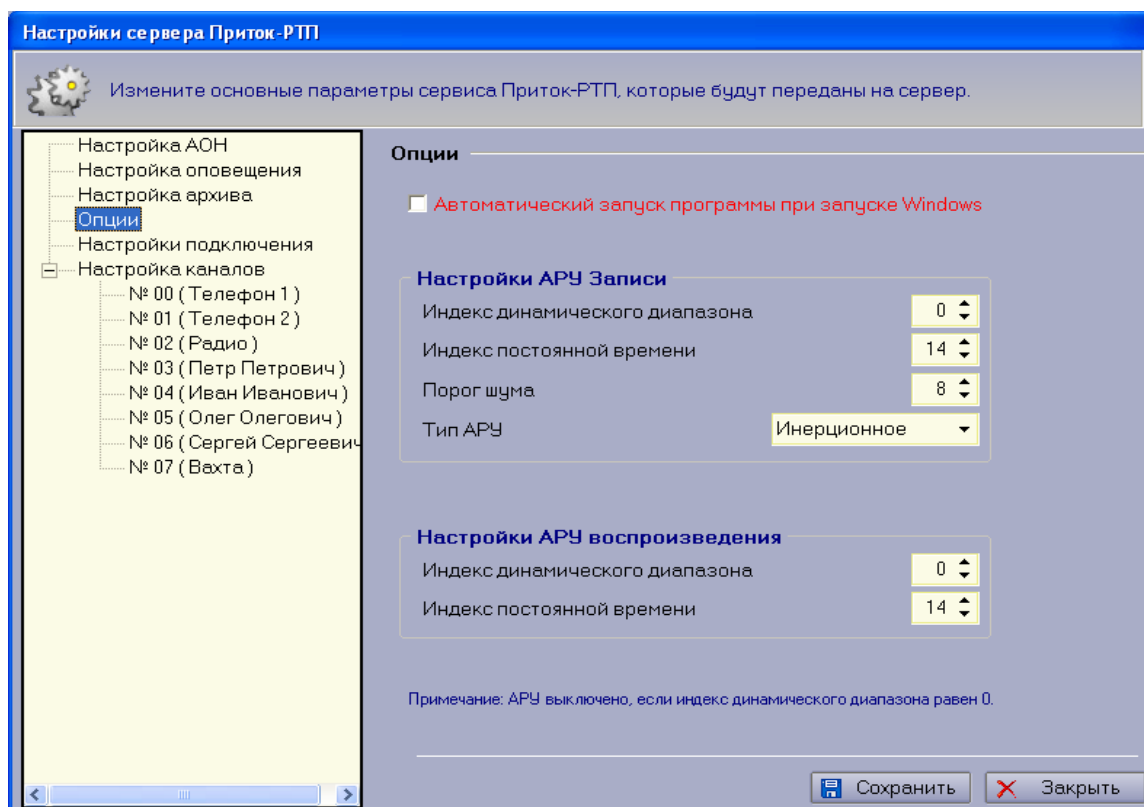 Настройки сервера Приток-РТП
Измените основные параметры сервиса Приток-РТП, которые будут переданы на сервер.
Настройка АОН
Настройка оповещения
Настройка архива
Опции
Настройки подключения
Настройка каналов
№ 00 ( Телефон 1 )
№ 01 ( Телефон 2 )
№ 02 ( Радио )
№ 03 ( Петр Петрович )
№ 04 ( Иван Иванович )
№ 05 ( Олег Олегович )
№ 06 ( Сергей Сергеевич
№ 07 ( Вахта )
Опции
Автоматический запуск программы при запуске Windows
Настройки АРУ Записи
Индекс динамического диапазона 0
Индекс постоянной времени 14
Порог шума 8
Тип АРУ Инерционное
Настройки АРУ воспроизведения
Индекс динамического диапазона 0
Индекс постоянной времени 14
Примечание: АРУ выключено, если индекс динамического диапазона равен 0.
Сохранить Закрыть